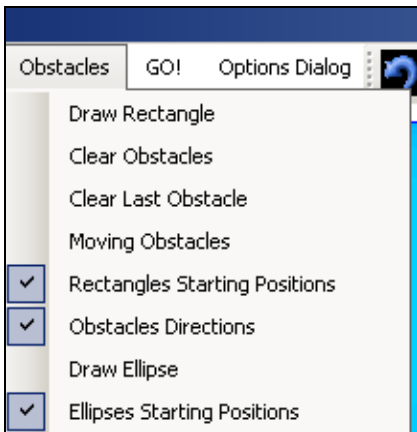 Obstacles GO! Options Dialog
Draw Rectangle
Clear Obstacles
Clear Last Obstacle
Moving Obstacles
Rectangles Starting Positions
Obstacles Directions
Draw Ellipse
Ellipses Starting Positions